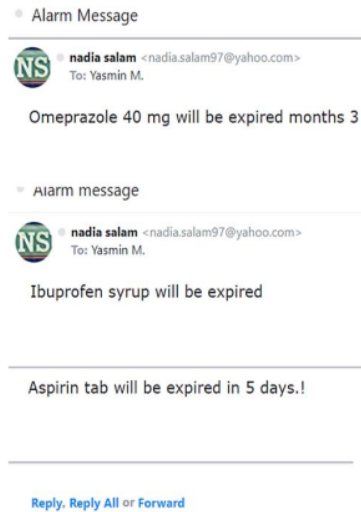 Alarm Message
NS
nadia salam <nadia.salam97@yahoo.com>
To: Yasmin M.
Omeprazole 40 mg will be expired months 3
Alarm message
NS
nadia salam <nadia.salam97@yahoo.com>
To: Yasmin M.
Ibuprofen syrup will be expired
Aspirin tab will be expired in 5 days.!
Reply, Reply All or Forward